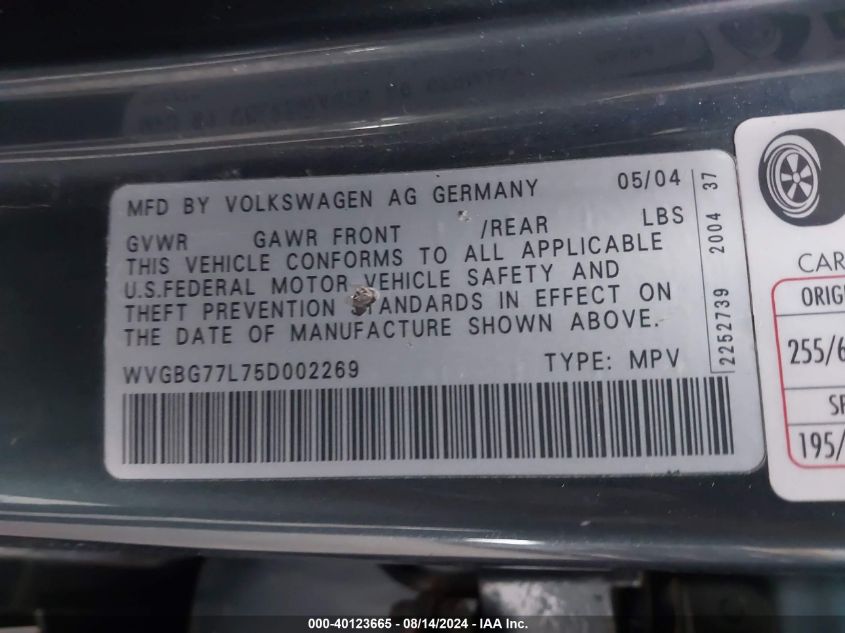 MFD BY VOLKSWAGEN AG GERMANY 05/04
GVWR GAWR FRONT /REAR LBS
THIS VEHICLE CONFORMS TO ALL APPLICABLE
U.S.FEDERAL MOTOR VEHICLE SAFETY AND
THEFT PREVENTION STANDARDS IN EFFECT ON
THE DATE OF MANUFACTURE SHOWN ABOVE.
WVGBG77L75D002269 TYPE: MPV
2252739 2004 37
CAR
ORIG
255/6
SP
195/
000-40123665 - 08/14/2024 - IAA Inc.